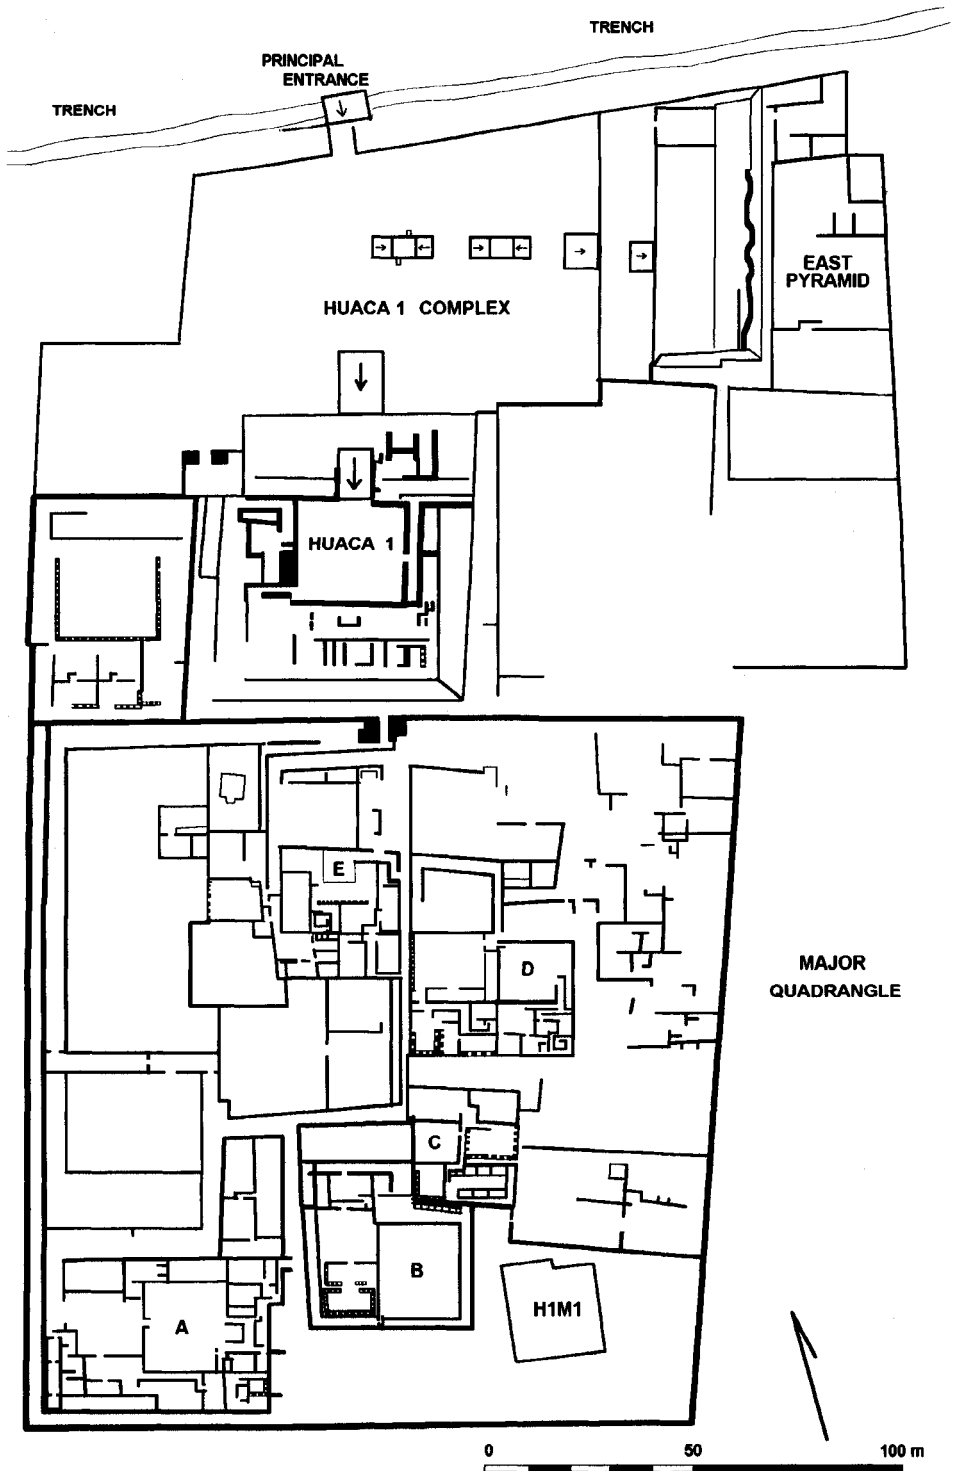 TRENCH
PRINCIPAL
ENTRANCE
TRENCH
EAST
PYRAMID
HUACA 1 COMPLEX
HUACA 1
E
D
MAJOR
QUADRANGLE
C
B
A
H1M1
0 50 100 m